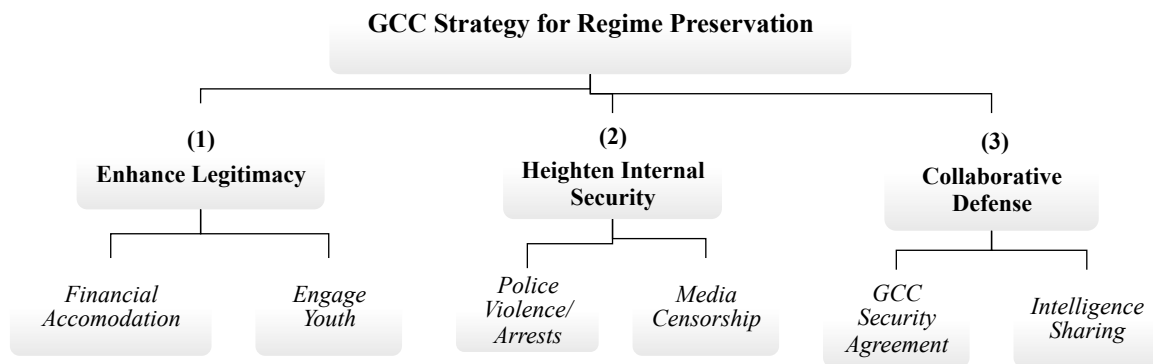 GCC Strategy for Regime Preservation
(1)
Enhance Legitimacy
(2)
Heighten Internal
Security
(3)
Collaborative
Defense
Financial
Accomodation
Engage
Youth
Police
Violence/
Arrests
Media
Censorship
GCC
Security
Agreement
Intelligence
Sharing